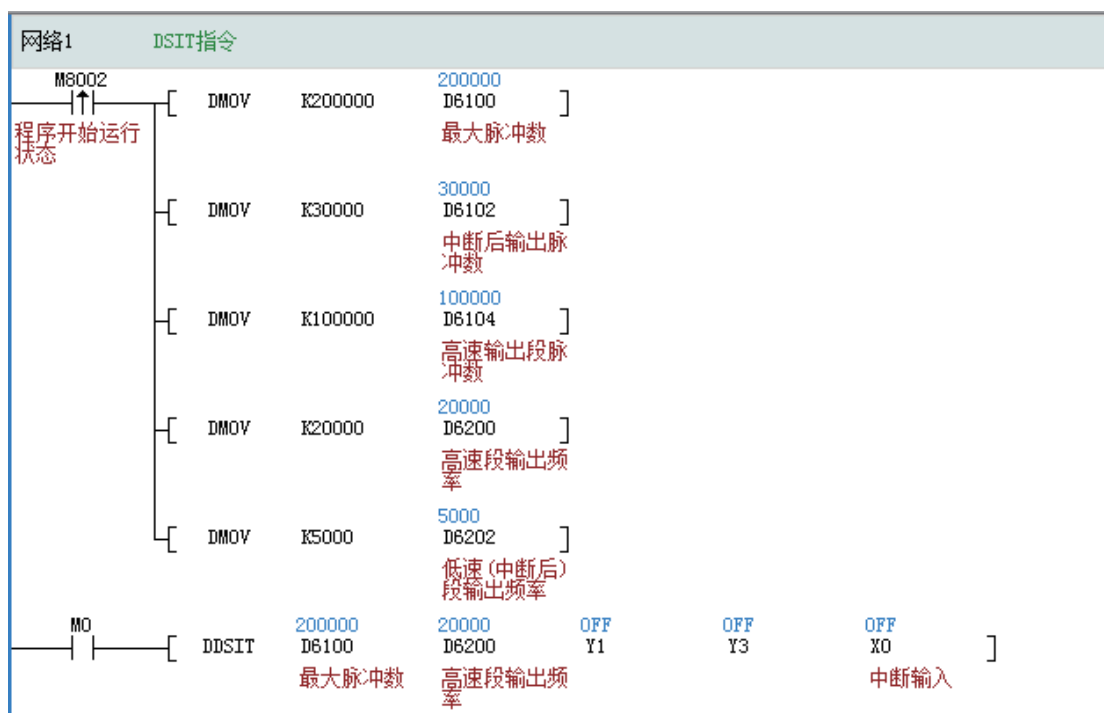 网络1 DSIT指令
M8002
程序开始运行
状态
200000
[ DMOV K200000 D6100 ]
最大脉冲数
30000
[ DMOV K30000 D6102 ]
中断后输出脉
冲数
100000
[ DMOV K100000 D6104 ]
高速输出段脉
冲数
20000
[ DMOV K20000 D6200 ]
高速段输出频
率
5000
[ DMOV K5000 D6202 ]
低速(中断后)
段输出频率
M0
200000 20000 OFF OFF OFF
[ DDSIT D6100 D6200 Y1 Y3 X0 ]
最大脉冲数 高速段输出频 中断输入
率